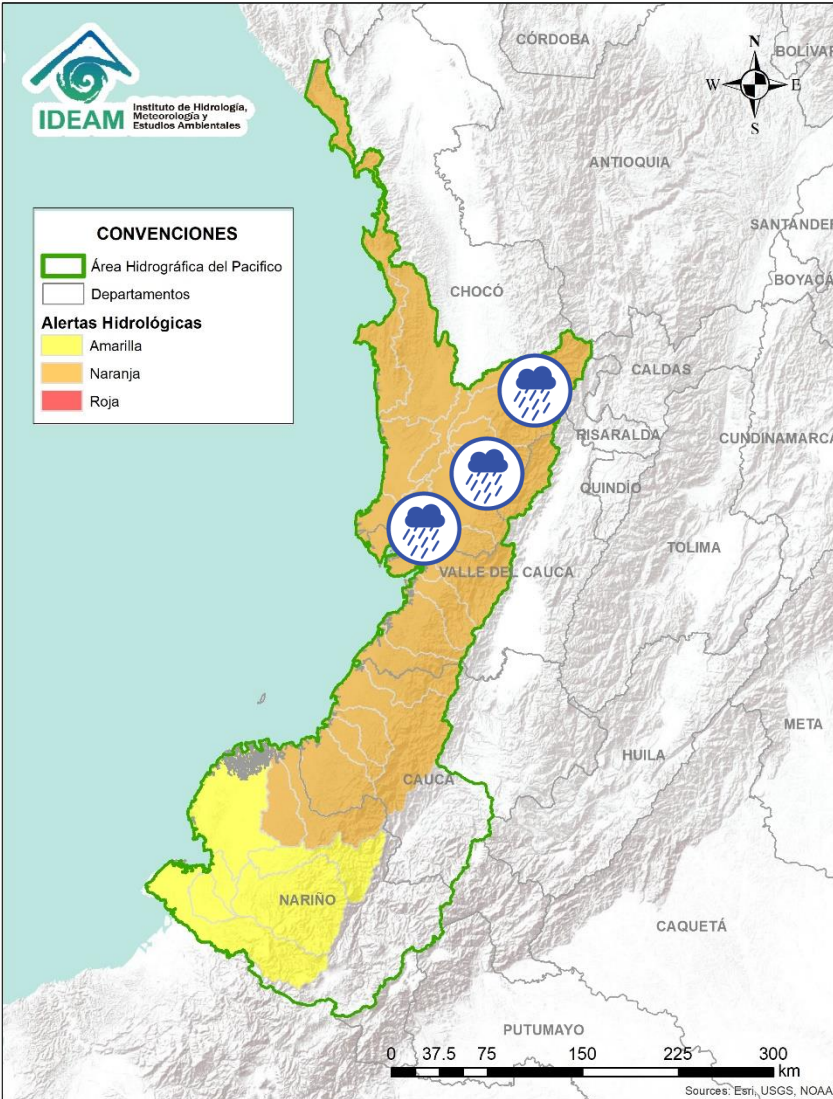 IDEAM
Instituto de Hidrología,
Meteorología y
Estudios Ambientales
CÓRDOBA
BOLÍVAR
N
W E
S
ANTIOQUIA
SANTANDER
BOYACÁ
CONVENCIONES
Área Hidrográfica del Pacifico
Departamentos
Alertas Hidrológicas
Amarilla
Naranja
Roja
CHOCÓ
CALDAS
RISARALDA
CUNDINAMARCA
QUINDÍO
TOLIMA
VALLE DEL CAUCA
META
HUILA
CAUCA
NARIÑO
CAQUETÁ
PUTUMAYO
0 37.5 75 150 225 300
km
Sources: Esri, USGS, NOAA